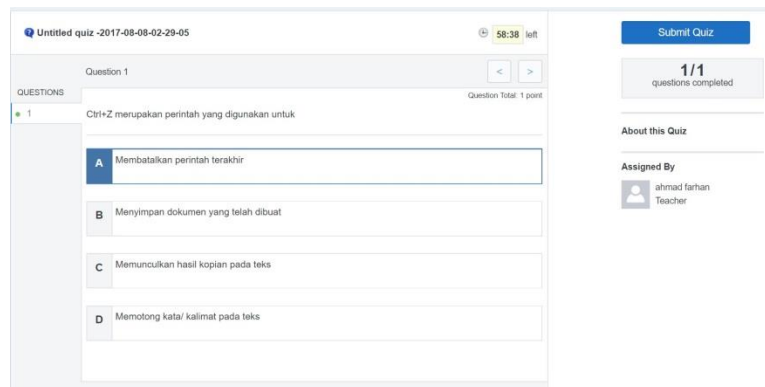 Untitled quiz -2017-08-08-02-29-05
58:38 left
Submit Quiz
Question 1
< >
1/1
questions completed
QUESTIONS
Question Total: 1 point
1
Ctrl+Z merupakan perintah yang digunakan untuk
About this Quiz
A Membatalkan perintah terakhir
Assigned By
ahmad farhan
Teacher
B Menyimpan dokumen yang telah dibuat
C Memunculkan hasil kopian pada teks
D Memotong kata/ kalimat pada teks